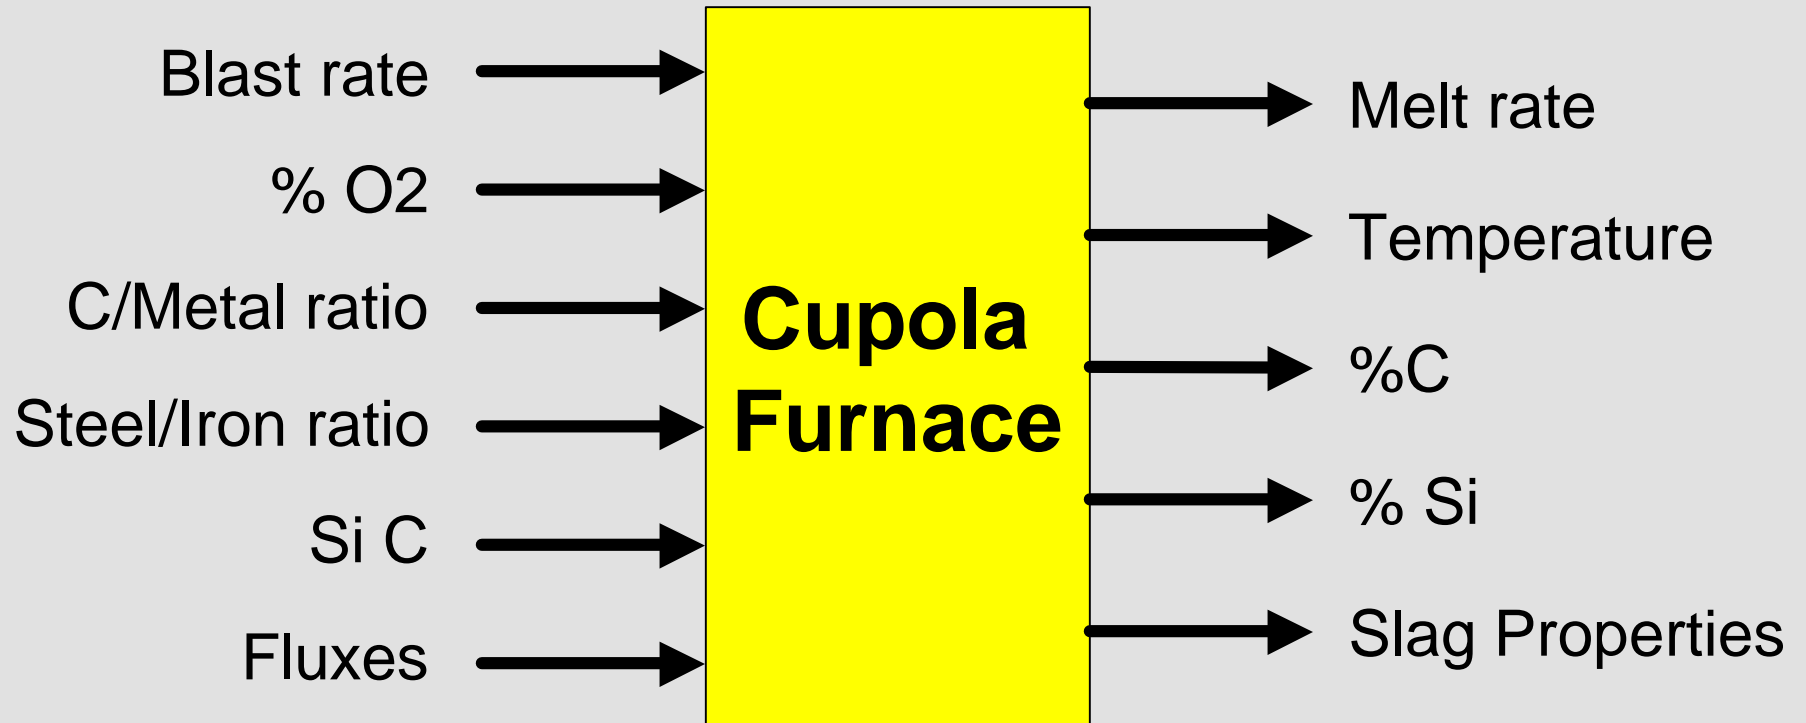 Blast rate
% O2
C/Metal ratio
Steel/Iron ratio
Si C
Fluxes
Cupola
Furnace
Melt rate
Temperature
%C
% Si
Slag Properties